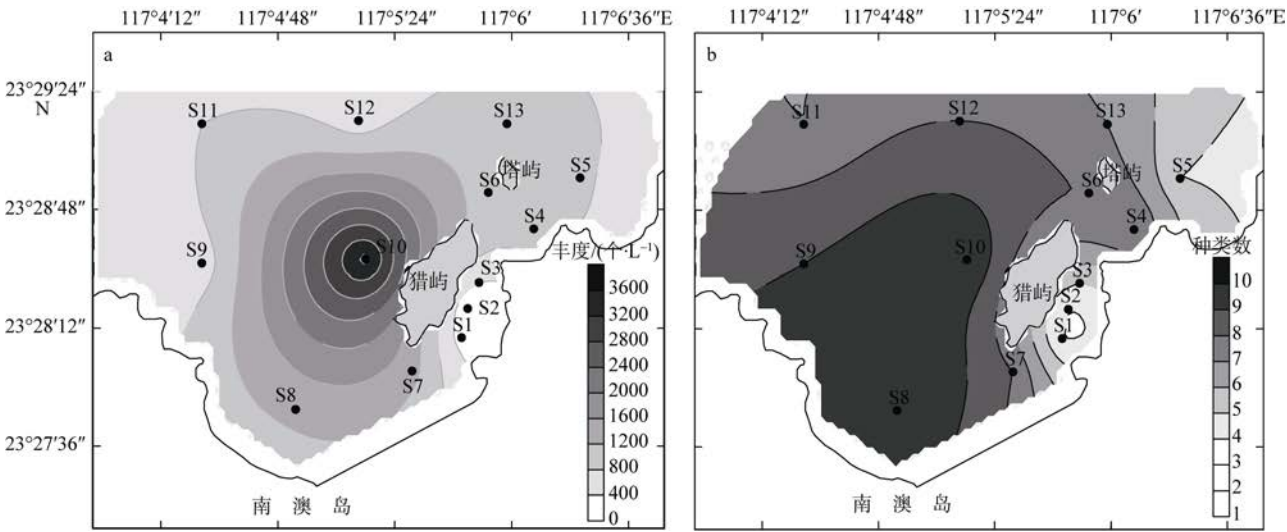 117°4′12″ 117°4′48″ 117°5′24″ 117°6′ 117°6′36″E
a
23°29′24″
N
S11 S12 S13
塔屿
S5
S6
23°28′48″
S4
S9 S10
丰度/(个·L⁻¹)
猎屿
S3
S2
S1
23°28′12″
S7
S8
23°27′36″
南 澳 岛
3600
3200
2800
2400
2000
1600
1200
800
400
0
117°4′12″ 117°4′48″ 117°5′24″ 117°6′ 117°6′36″E
b
S11 S12 S13
塔屿
S5
S6
S4
S9 S10
种类数
猎屿
S3
S2
S1
S7
S8
南 澳 岛
10
9
8
7
6
5
4
3
2
1